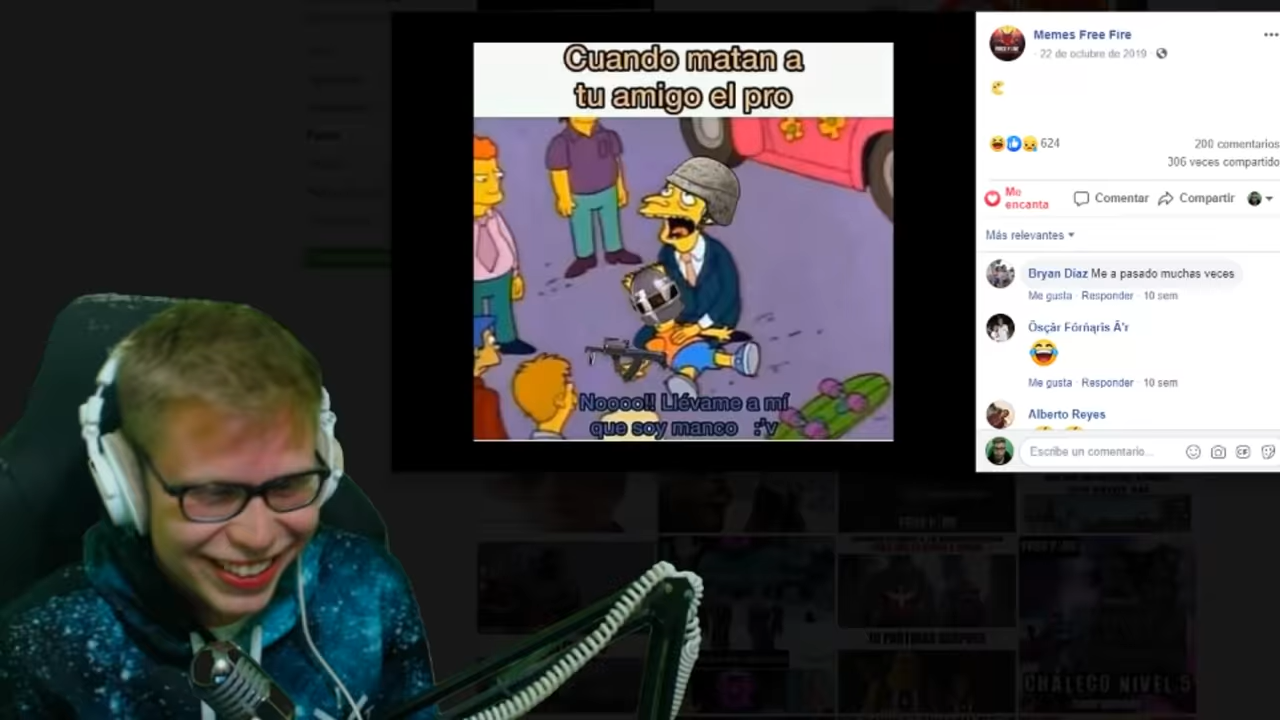 Cuando matan a
tu amigo el pro
Noooo!! Llévame a mí
que soy manco :'v
Memes Free Fire
22 de octubre de 2019
624
200 comentarios
306 veces compartido
Me
encanta
Comentar
Compartir
Más relevantes
Bryan Díaz Me a pasado muchas veces
Me gusta · Responder · 10 sem
Me gusta · Responder · 10 sem
Alberto Reyes
Escribe un comentario...
CHALECO NIVEL 5